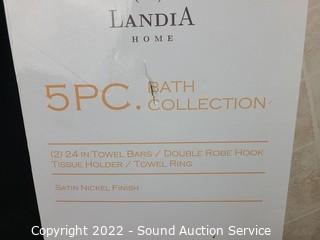 LANDIA
HOME
5PC. BATH
COLLECTION
(2) 24 IN TOWEL BARS / DOUBLE ROBE HOOK
TISSUE HOLDER / TOWEL RING
SATIN NICKEL FINISH
Copyright 2022 - Sound Auction Service